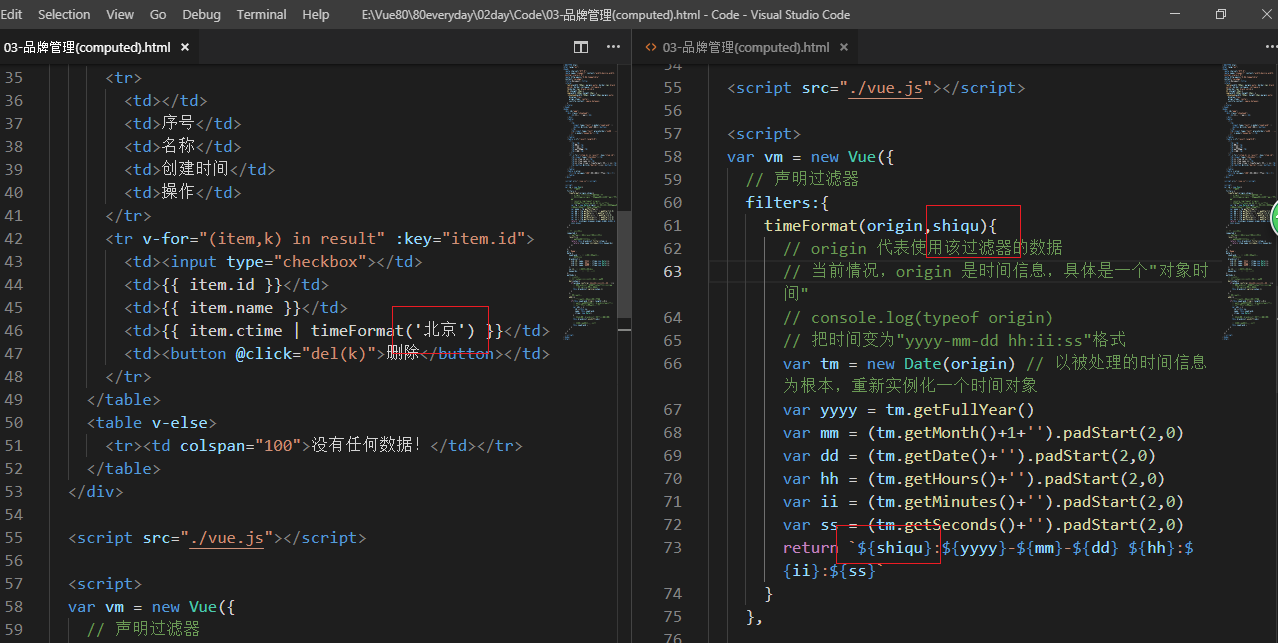 Edit Selection View Go Debug Terminal Help E:\Vue80\80everyday\02day\Code\03-品牌管理(computed).html - Code - Visual Studio Code
03-品牌管理(computed).html ×
35 <tr>
36 <td></td>
37 <td>序号</td>
38 <td>名称</td>
39 <td>创建时间</td>
40 <td>操作</td>
41 </tr>
42 <tr v-for="(item,k) in result" :key="item.id">
43 <td><input type="checkbox"></td>
44 <td>{{ item.id }}</td>
45 <td>{{ item.name }}</td>
46 <td>{{ item.ctime | timeFormat('北京') }}</td>
47 <td><button @click="del(k)">删除</button></td>
48 </tr>
49 </table>
50 <table v-else>
51 <tr><td colspan="100">没有任何数据! </td></tr>
52 </table>
53 </div>
54
55 <script src="./vue.js"></script>
56
57 <script>
58 var vm = new Vue({
59 // 声明过滤器
<> 03-品牌管理(computed).html ×
54
55 <script src="./vue.js"></script>
56
57 <script>
58 var vm = new Vue({
59 // 声明过滤器
60 filters:{
61 timeFormat(origin,shiqu){
62 // origin 代表使用该过滤器的数据
63 // 当前情况，origin 是时间信息，具体是一个"对象时
间"
64 // console.log(typeof origin)
65 // 把时间变为"yyyy-mm-dd hh:ii:ss"格式
66 var tm = new Date(origin) // 以被处理的时间信息
为根本，重新实例化一个时间对象
67 var yyyy = tm.getFullYear()
68 var mm = (tm.getMonth()+1+'').padStart(2,0)
69 var dd = (tm.getDate()+'').padStart(2,0)
70 var hh = (tm.getHours()+'').padStart(2,0)
71 var ii = (tm.getMinutes()+'').padStart(2,0)
72 var ss = (tm.getSeconds()+'').padStart(2,0)
73 return `${shiqu}:${yyyy}-${mm}-${dd} ${hh}:$
{ii}:${ss}`
74 }
75 },
76